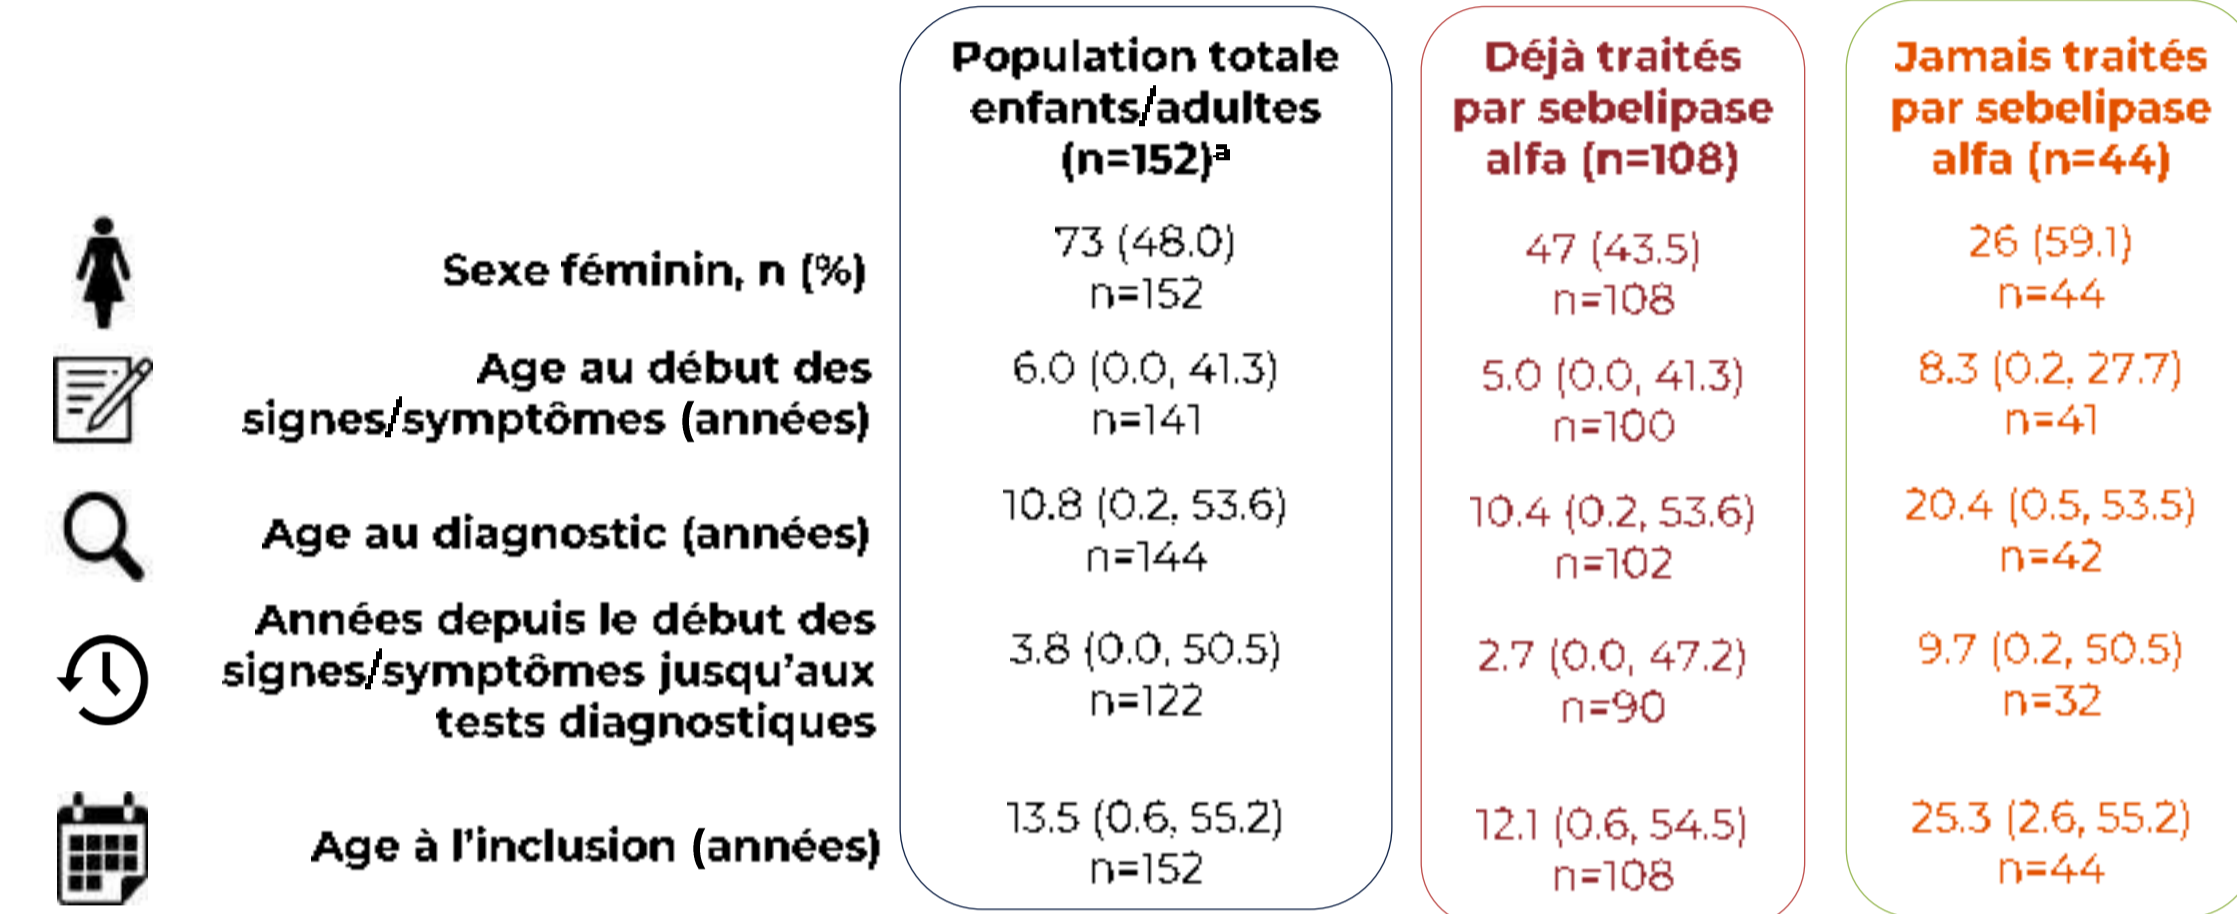 Population totale
enfants/adultes
(n=152)ª
Déjà traités
par sebelipase
alfa (n=108)
Jamais traités
par sebelipase
alfa (n=44)
Sexe féminin, n (%)
73 (48.0)
n=152
47 (43.5)
n=108
26 (59.1)
n=44
Age au début des
signes/symptômes (années)
6.0 (0.0, 41.3)
n=141
5.0 (0.0, 41.3)
n=100
8.3 (0.2, 27.7)
n=41
Age au diagnostic (années)
10.8 (0.2, 53.6)
n=144
10.4 (0.2, 53.6)
n=102
20.4 (0.5, 53.5)
n=42
Années depuis le début des
signes/symptômes jusqu'aux
tests diagnostiques
3.8 (0.0, 50.5)
n=122
2.7 (0.0, 47.2)
n=90
9.7 (0.2, 50.5)
n=32
Age à l'inclusion (années)
13.5 (0.6, 55.2)
n=152
12.1 (0.6, 54.5)
n=108
25.3 (2.6, 55.2)
n=44